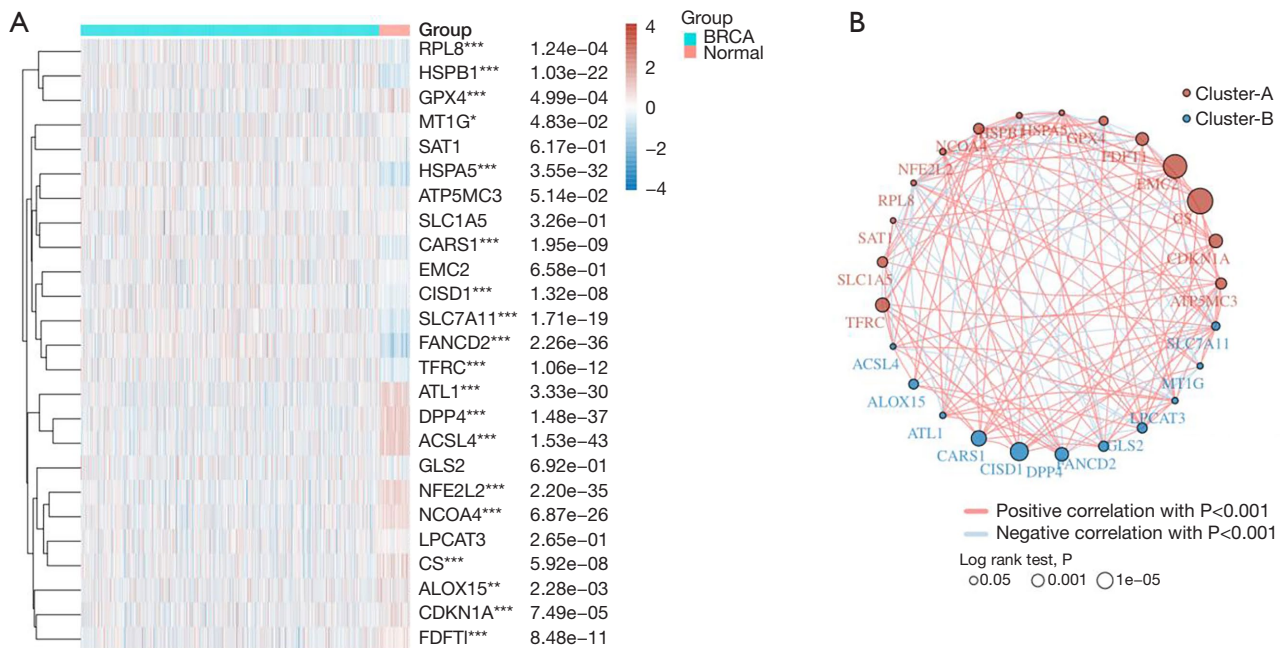 A
Group
RPL8*** 1.24e−04
HSPB1*** 1.03e−22
GPX4*** 4.99e−04
MT1G* 4.83e−02
SAT1 6.17e−01
HSPA5*** 3.55e−32
ATP5MC3 5.14e−02
SLC1A5 3.26e−01
CARS1*** 1.95e−09
EMC2 6.58e−01
CISD1*** 1.32e−08
SLC7A11*** 1.71e−19
FANCD2*** 2.26e−36
TFRC*** 1.06e−12
ATL1*** 3.33e−30
DPP4*** 1.48e−37
ACSL4*** 1.53e−43
GLS2 6.92e−01
NFE2L2*** 2.20e−35
NCOA4*** 6.87e−26
LPCAT3 2.65e−01
CS*** 5.92e−08
ALOX15** 2.28e−03
CDKN1A*** 7.49e−05
FDFTI*** 8.48e−11
4
2
0
−2
−4
Group
BRCA
Normal
B
Cluster-A
Cluster-B
HSPB1
HSPA5
GPX4
FDFT1
EMC2
CS
CDKN1A
ATP5MC3
SLC7A11
MT1G
LPCAT3
GLS2
FANCD2
DPP4
CISD1
CARS1
ATL1
ALOX15
ACSL4
TFRC
SLC1A5
SAT1
RPL8
NFE2L2
NCOA4
Positive correlation with P<0.001
Negative correlation with P<0.001
Log rank test, P
0.05 0.001 1e−05